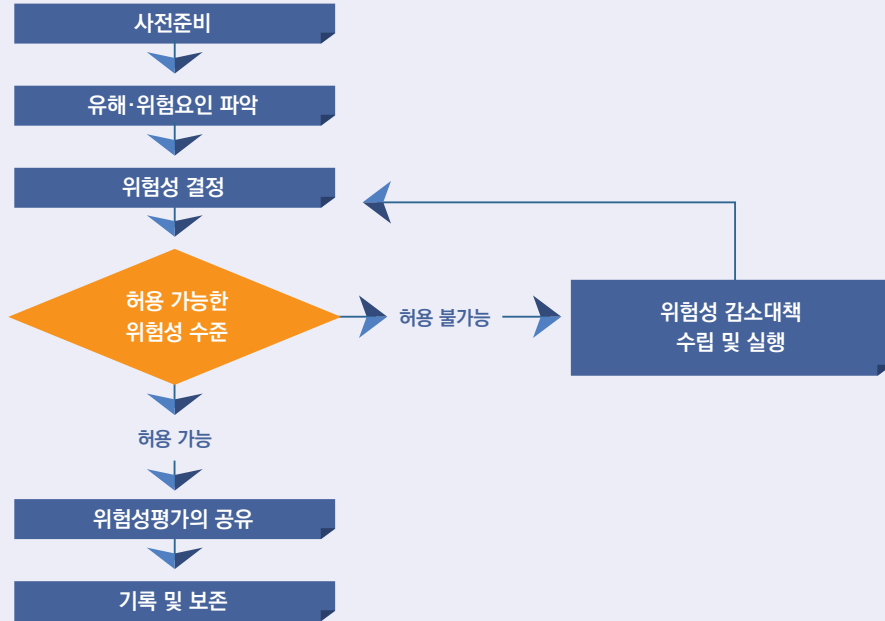 사전준비
유해·위험요인 파악
위험성 결정
허용 가능한
위험성 수준
허용 불가능
위험성 감소대책
수립 및 실행
허용 가능
위험성평가의 공유
기록 및 보존